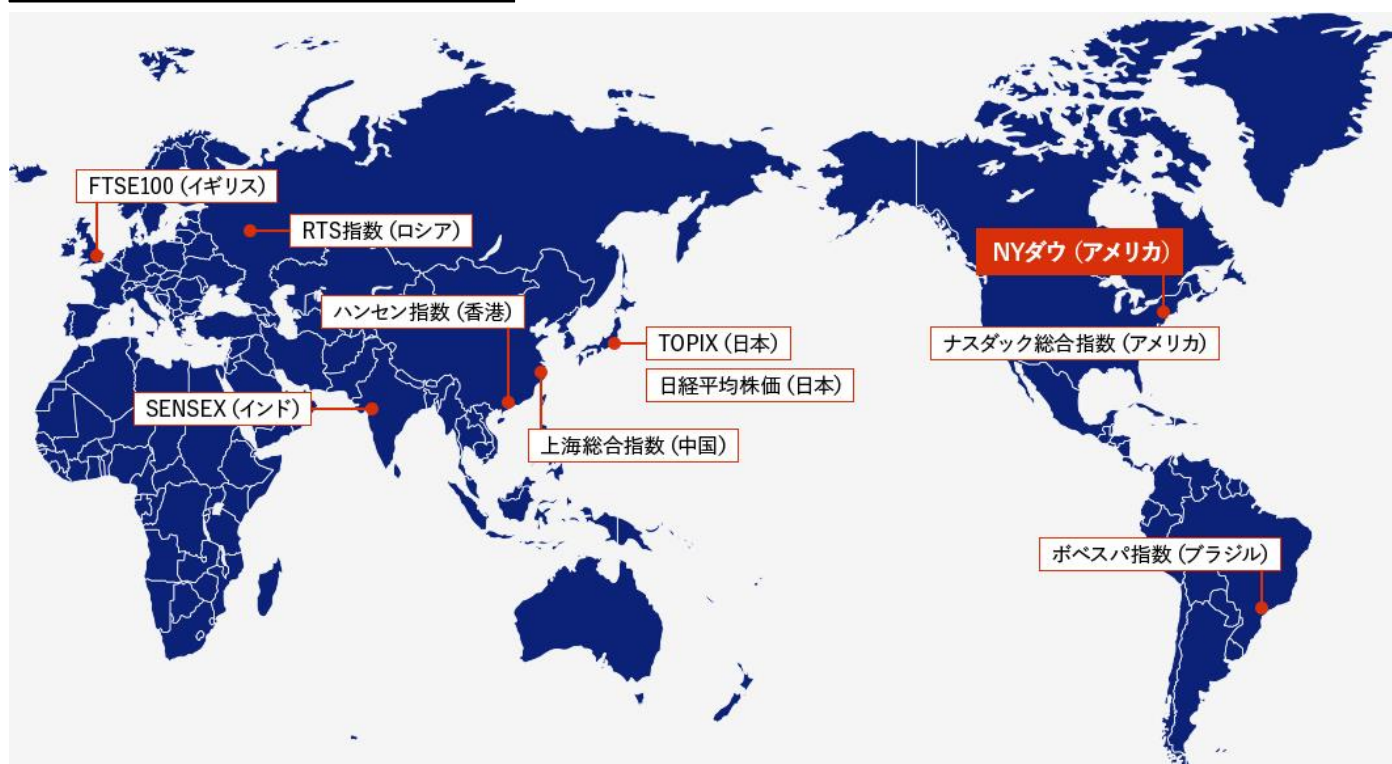 FTSE100 (イギリス)
RTS指数 (ロシア)
NYダウ (アメリカ)
ハンセン指数 (香港)
TOPIX (日本)
ナスダック総合指数 (アメリカ)
日経平均株価 (日本)
SENSEX (インド)
上海総合指数 (中国)
ボベスパ指数 (ブラジル)